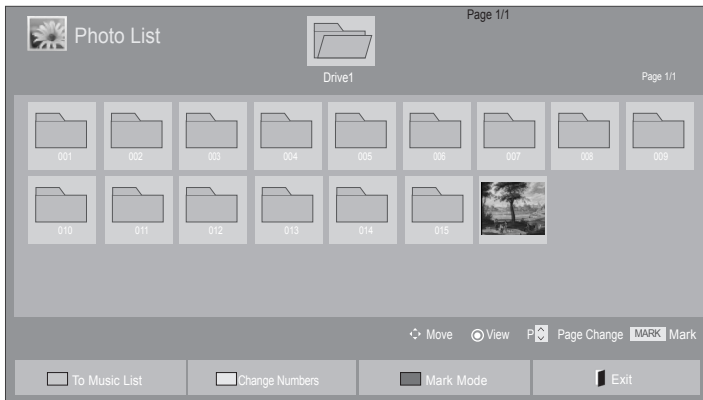 Page 1/1
Photo List
Drive1
Page 1/1
001 002 003 004 005 006 007 008 009
010 011 012 013 014 015
Move View P Page Change MARK Mark
To Music List Change Numbers Mark Mode Exit